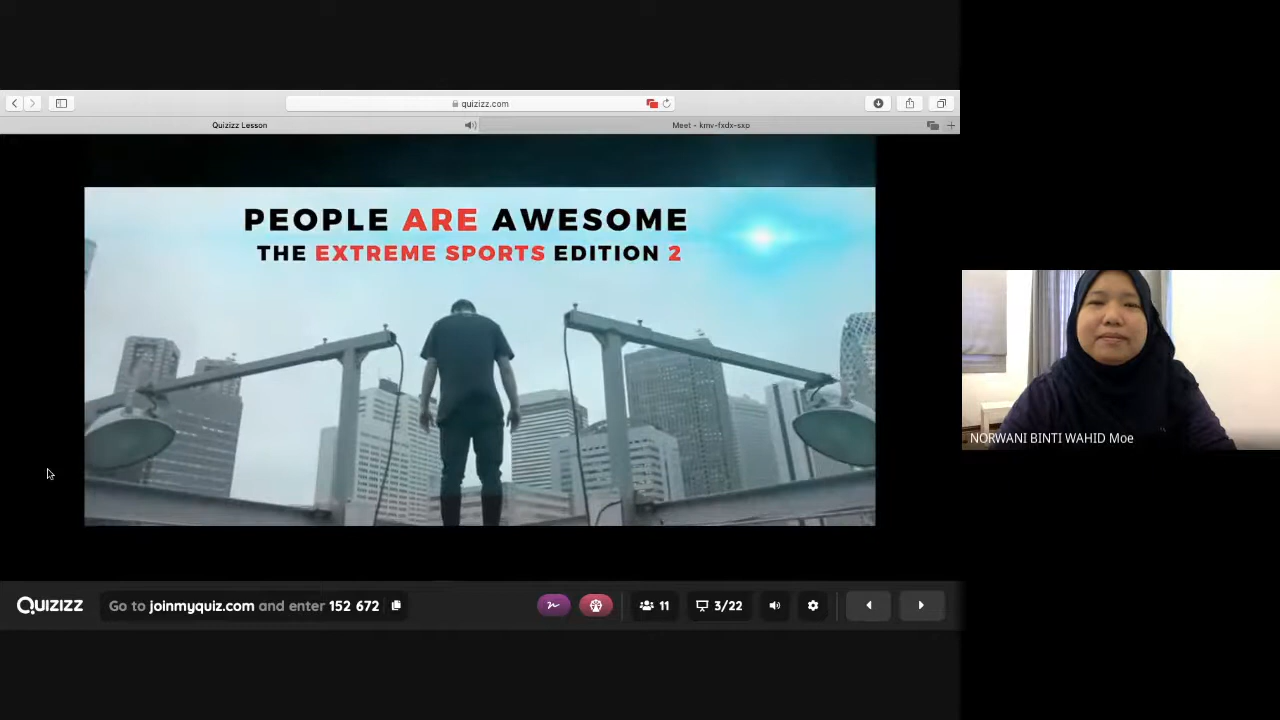 quizizz.com
Quizizz Lesson
Meet - kmv-fxdx-sxp
PEOPLE ARE AWESOME
THE EXTREME SPORTS EDITION 2
NORWANI BINTI WAHID Moe
QUIZIZZ
Go to joinmyquiz.com and enter 152 672
11
3/22